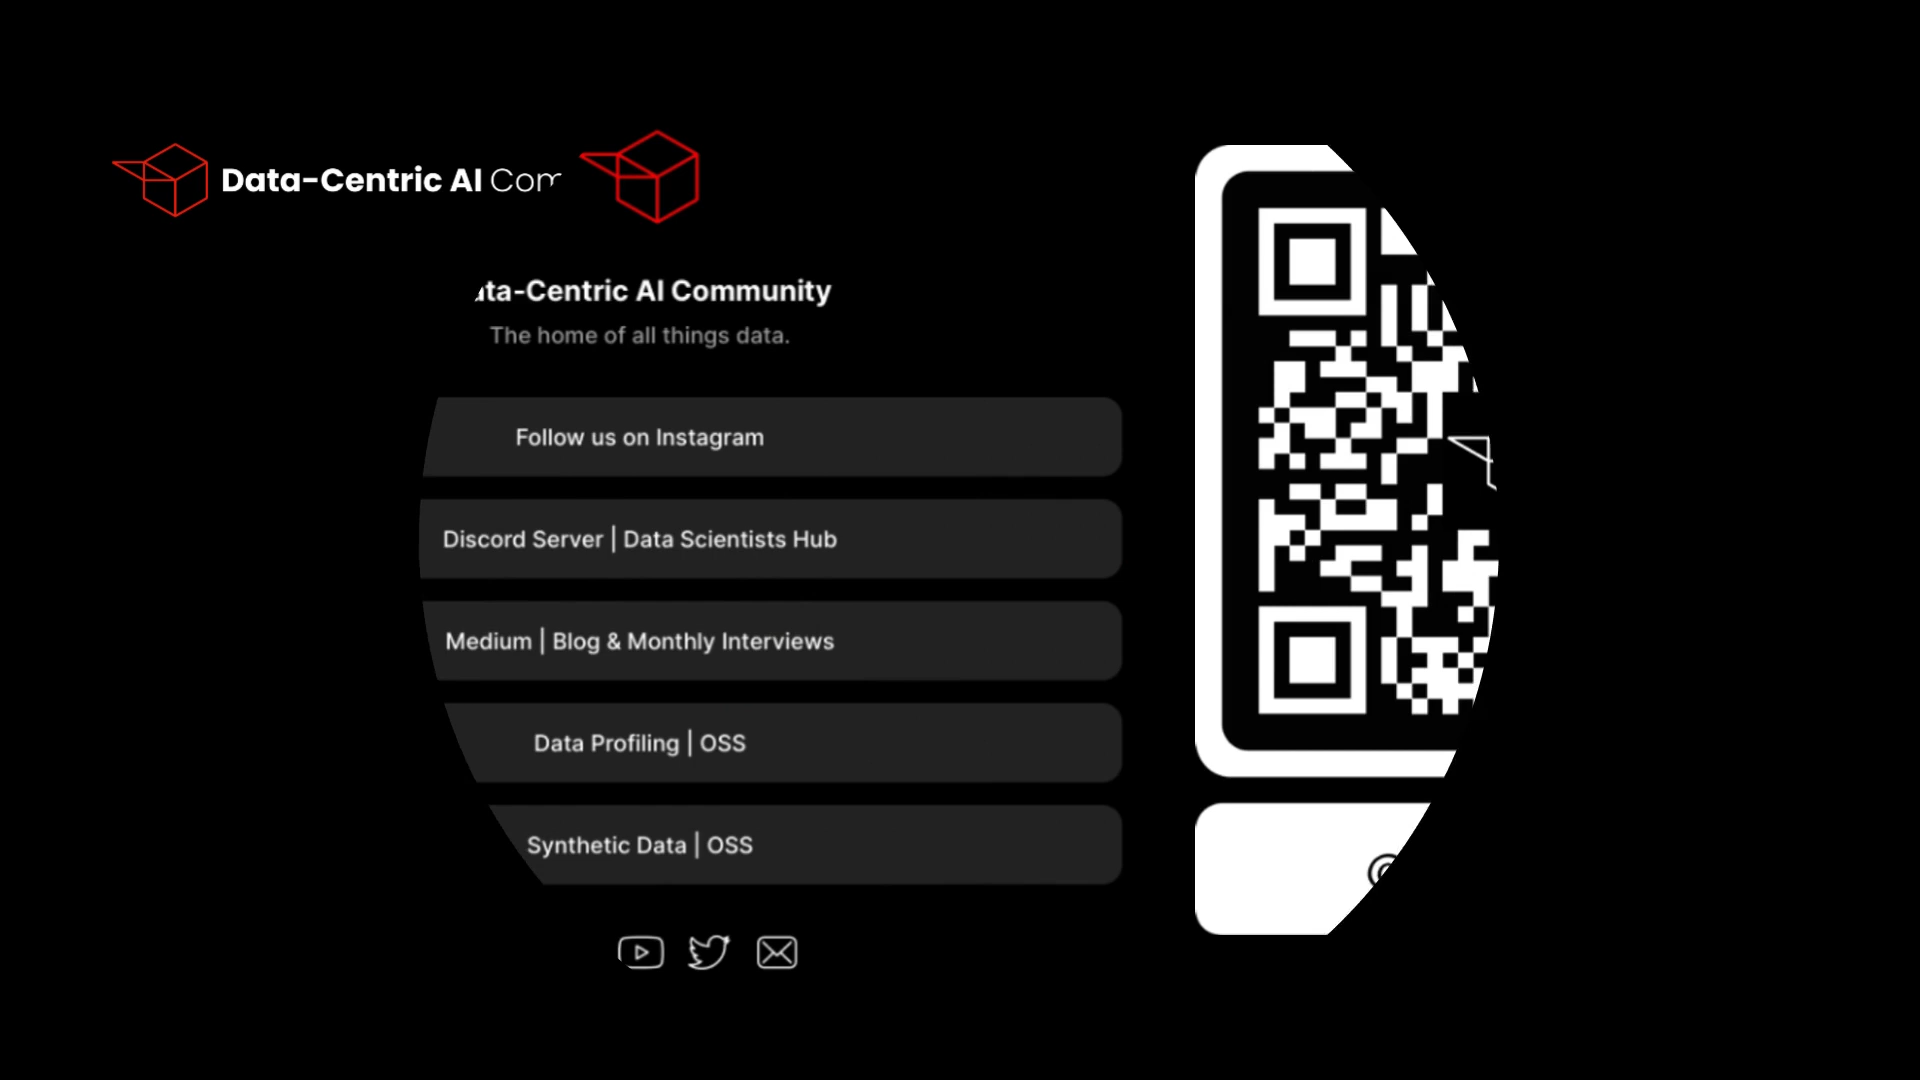 Data-Centric AI Com
ta-Centric AI Community
The home of all things data.
Follow us on Instagram
Discord Server | Data Scientists Hub
Medium | Blog & Monthly Interviews
Data Profiling | OSS
Synthetic Data | OSS